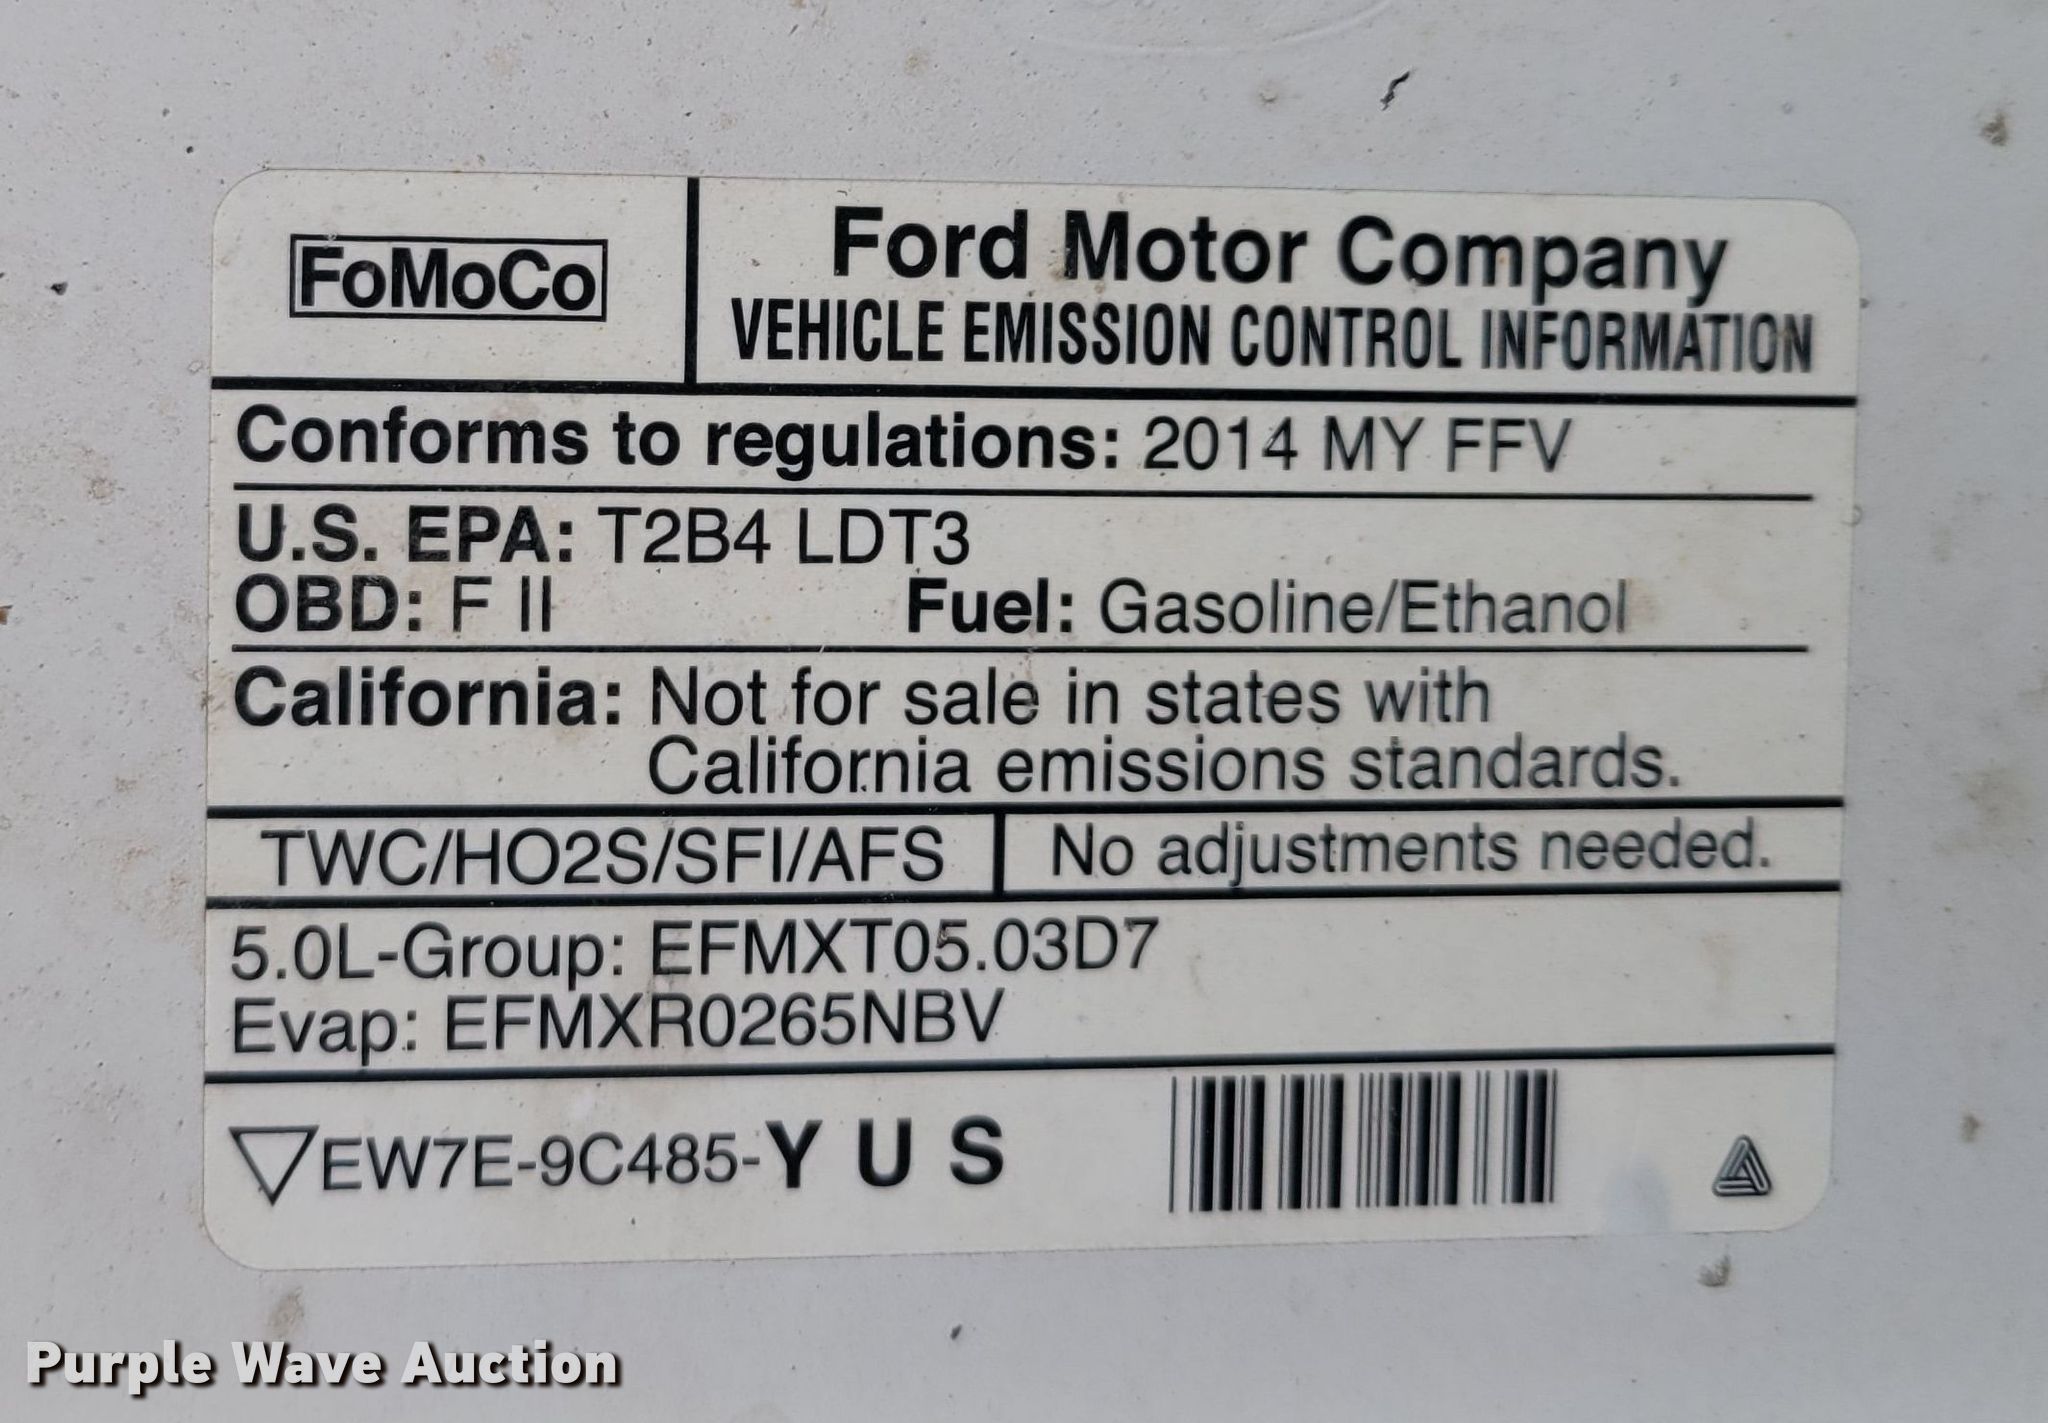 FoMoCo
Ford Motor Company
VEHICLE EMISSION CONTROL INFORMATION
Conforms to regulations: 2014 MY FFV
U.S. EPA: T2B4 LDT3
OBD: F II Fuel: Gasoline/Ethanol
California: Not for sale in states with
California emissions standards.
TWC/HO2S/SFI/AFS No adjustments needed.
5.0L-Group: EFMXT05.03D7
Evap: EFMXR0265NBV
EW7E-9C485-Y U S
Purple Wave Auction